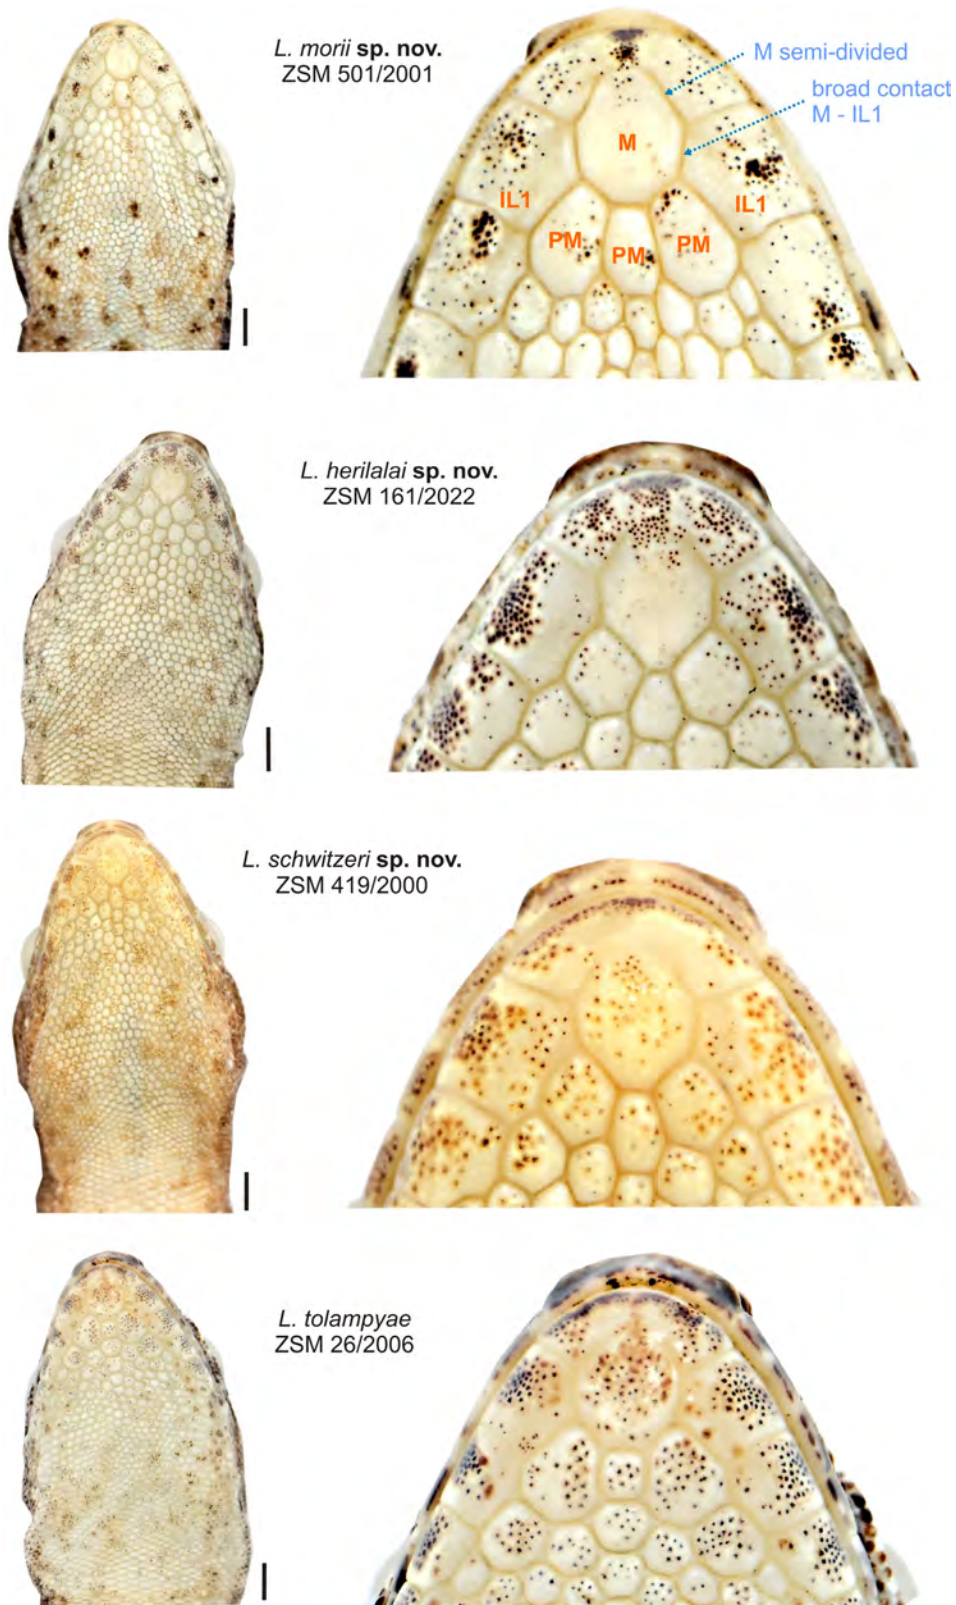 L. morii sp. nov.
ZSM 501/2001
M semi-divided
broad contact
M - IL1
M
IL1
IL1
PM
PM
PM
L. herilalai sp. nov.
ZSM 161/2022
L. schwitzeri sp. nov.
ZSM 419/2000
L. tolampyae
ZSM 26/2006